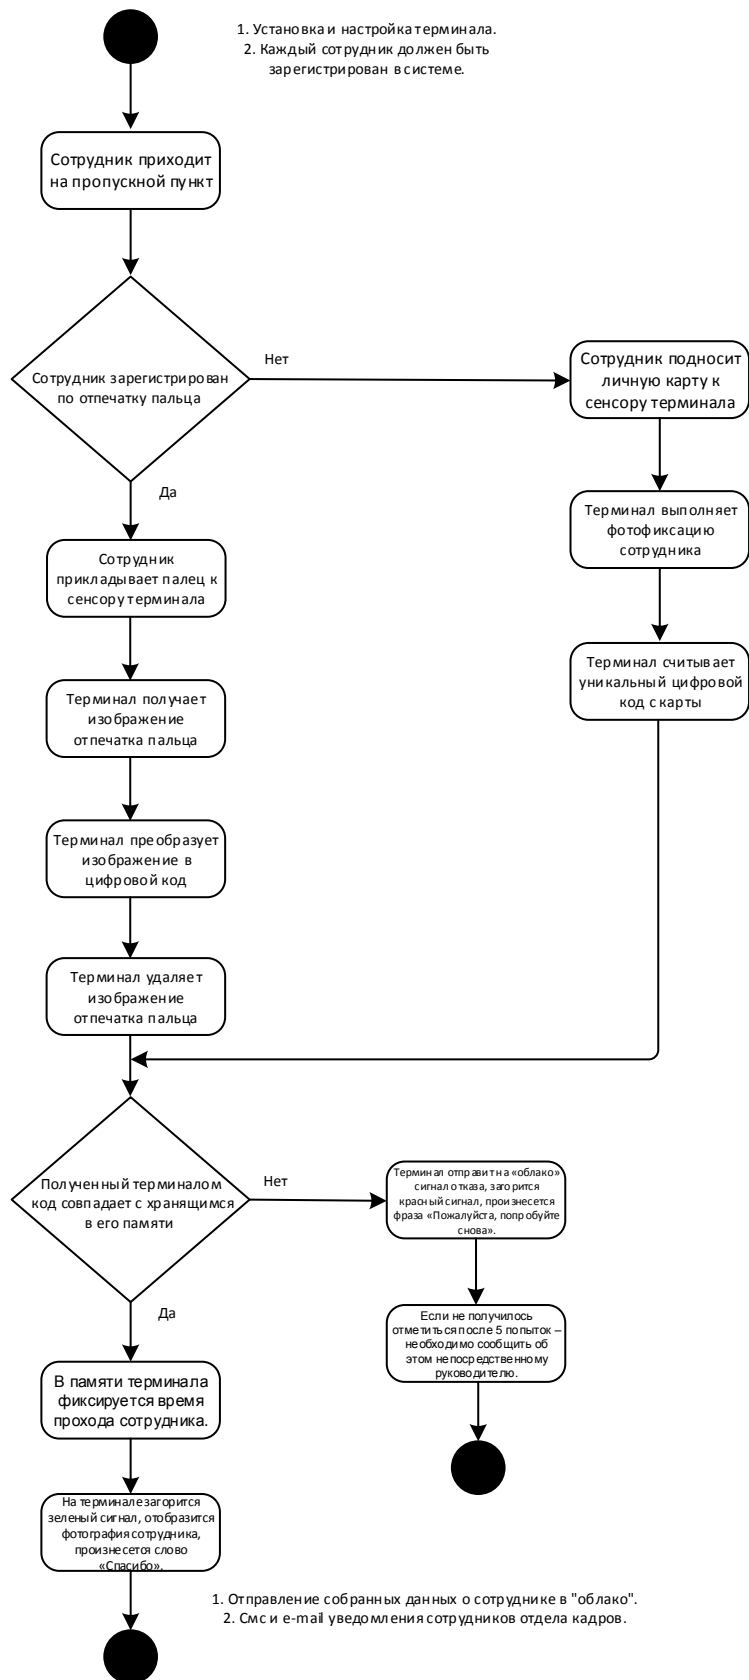 1. Установка и настройка терминала.
2. Каждый сотрудник должен быть
зарегистрирован в системе.
Сотрудник приходит
на пропускной пункт
Сотрудник зарегистрирован
по отпечатку пальца
Нет
Сотрудник подносит
личную карту к
сенсору терминала
Да
Терминал выполняет
фотофиксацию
сотрудника
Сотрудник
прикладывает палец к
сенсору терминала
Терминал считывает
уникальный цифровой
код с карты
Терминал получает
изображение
отпечатка пальца
Терминал преобразует
изображение в
цифровой код
Терминал удаляет
изображение
отпечатка пальца
Полученный терминалом
код совпадает с хранящимся
в его памяти
Нет
Терминал отправит на «облако»
сигнал отказа, загорится
красный сигнал, произнесется
фраза «Пожалуйста, попробуйте
снова».
Если не получилось
отметиться после 5 попыток –
необходимо сообщить об
этом непосредственному
руководителю.
Да
В памяти терминала
фиксируется время
прохода сотрудника.
На терминале загорится
зеленый сигнал, отобразится
фотография сотрудника,
произнесется слово
«Спасибо».
1. Отправление собранных данных о сотруднике в "облако".
2. Смс и e-mail уведомления сотрудников отдела кадров.